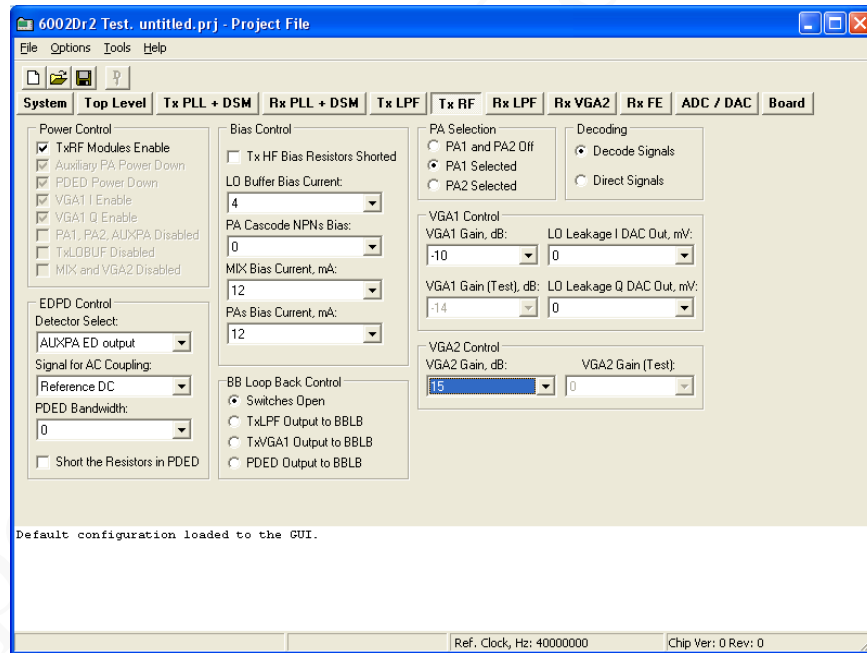 6002Dr2 Test. untitled.prj - Project File
File Options Tools Help
System Top Level Tx PLL + DSM Rx PLL + DSM Tx LPF Tx RF Rx LPF Rx VGA2 Rx FE ADC / DAC Board
Power Control
TxRF Modules Enable
Auxiliary PA Power Down
PDED Power Down
VGA1 I Enable
VGA1 Q Enable
PA1, PA2, AUXPA Disabled
TxLOBUF Disabled
MIX and VGA2 Disabled
EDPD Control
Detector Select:
AUXPA ED output
Signal for AC Coupling:
Reference DC
PDED Bandwidth:
0
Short the Resistors in PDED
Bias Control
Tx HF Bias Resistors Shorted
LO Buffer Bias Current:
4
PA Cascode NPNs Bias:
0
MIX Bias Current, mA:
12
PAs Bias Current, mA:
12
BB Loop Back Control
Switches Open
TxLPF Output to BBLB
TxVGA1 Output to BBLB
PDED Output to BBLB
PA Selection
PA1 and PA2 Off
PA1 Selected
PA2 Selected
Decoding
Decode Signals
Direct Signals
VGA1 Control
VGA1 Gain, dB: LO Leakage I DAC Out, mV:
-10 0
VGA1 Gain (Test), dB: LO Leakage Q DAC Out, mV:
-14 0
VGA2 Control
VGA2 Gain, dB: VGA2 Gain (Test):
15 0
Default configuration loaded to the GUI.
Ref. Clock, Hz: 40000000 Chip Ver: 0 Rev: 0